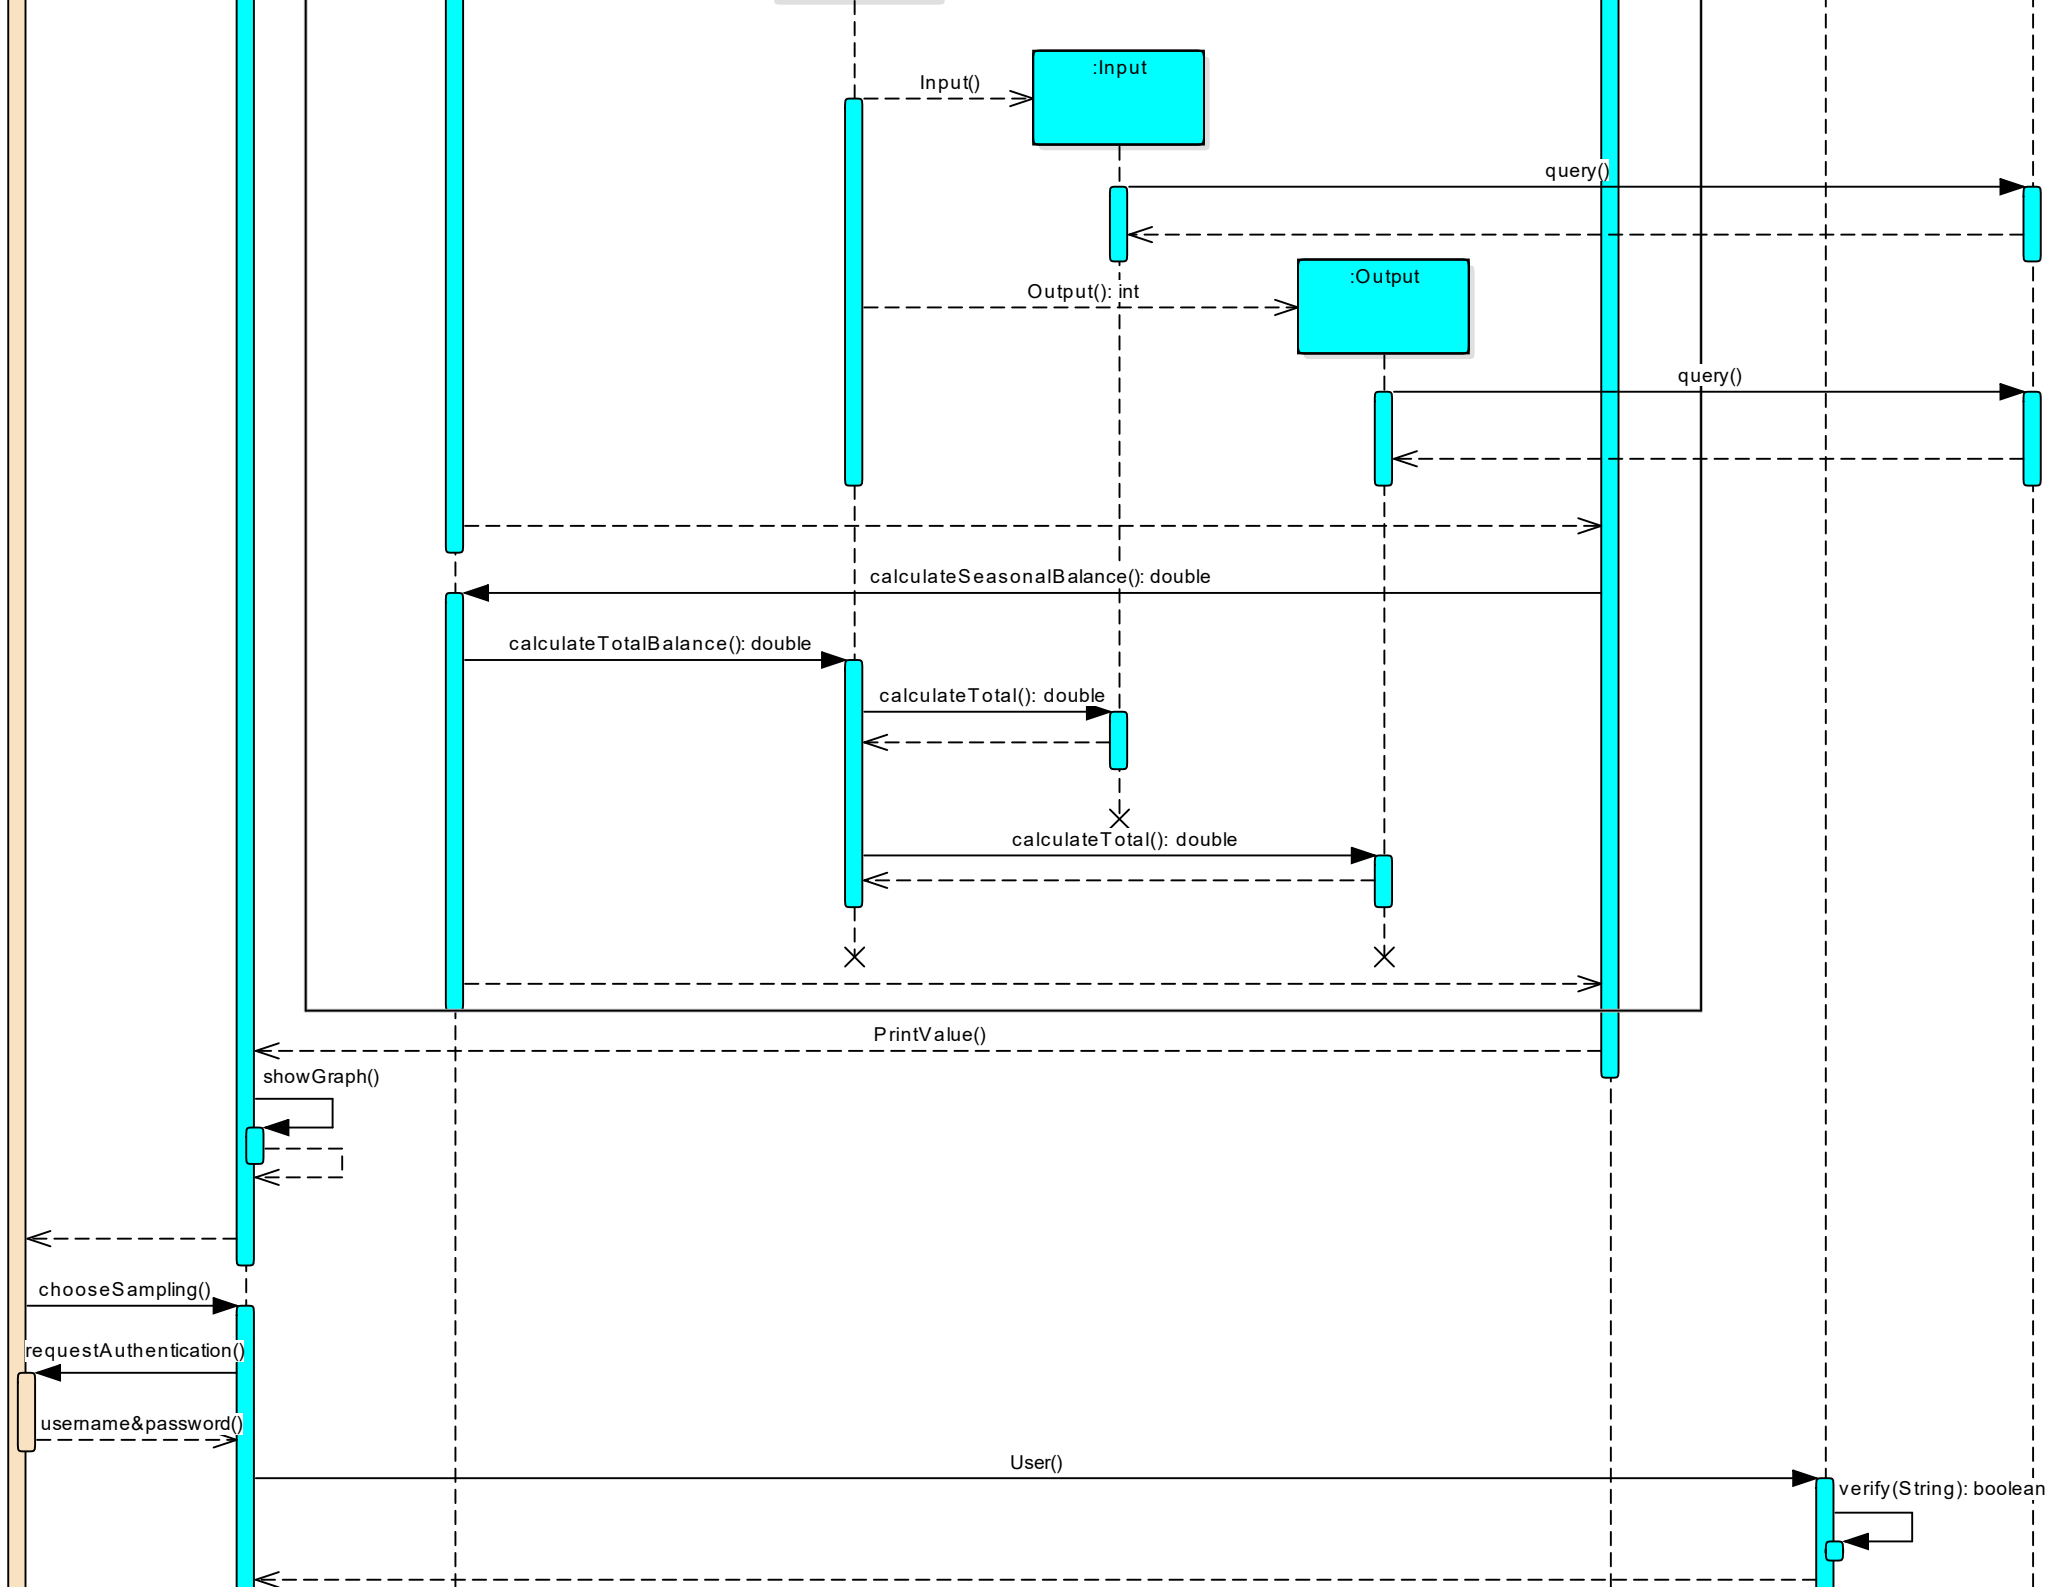 :Input
Input()
query()
:Output
Output(): int
query()
calculateSeasonalBalance(): double
calculateTotalBalance(): double
calculateTotal(): double
calculateTotal(): double
PrintValue()
showGraph()
chooseSampling()
requestAuthentication()
username&password()
User()
verify(String): boolean